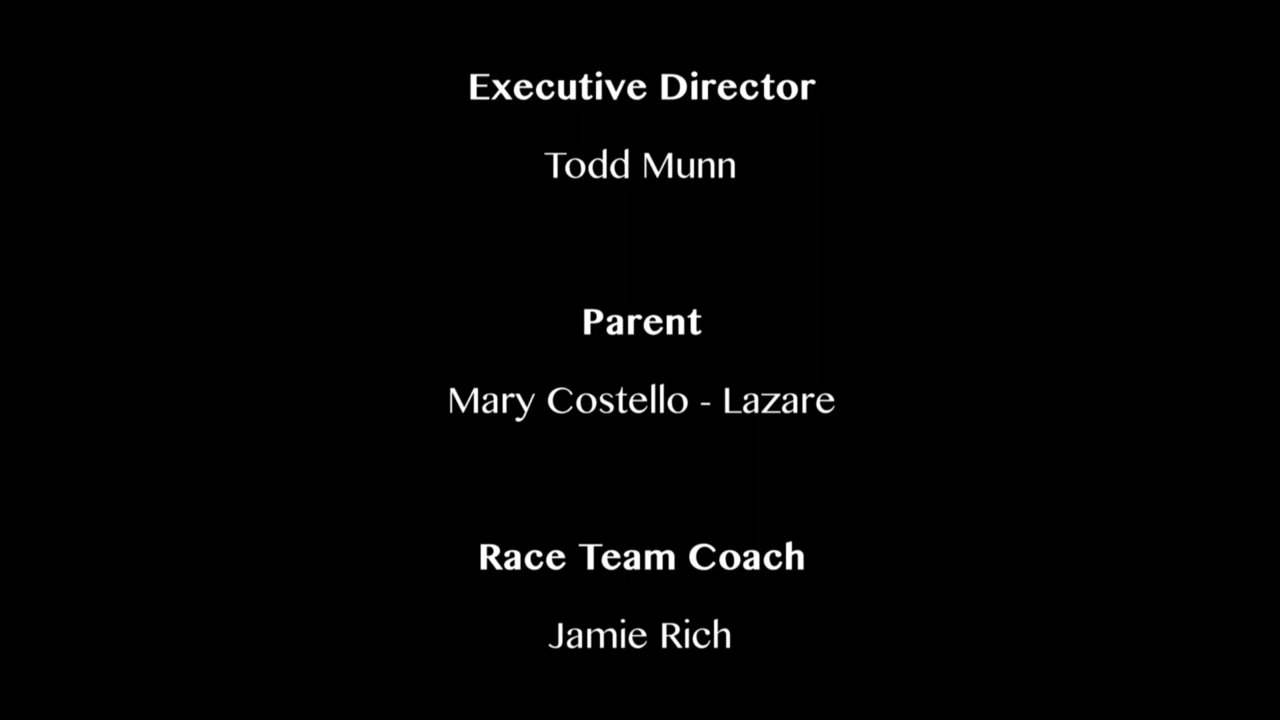 Executive Director
Todd Munn
Parent
Mary Costello - Lazare
Race Team Coach
Jamie Rich